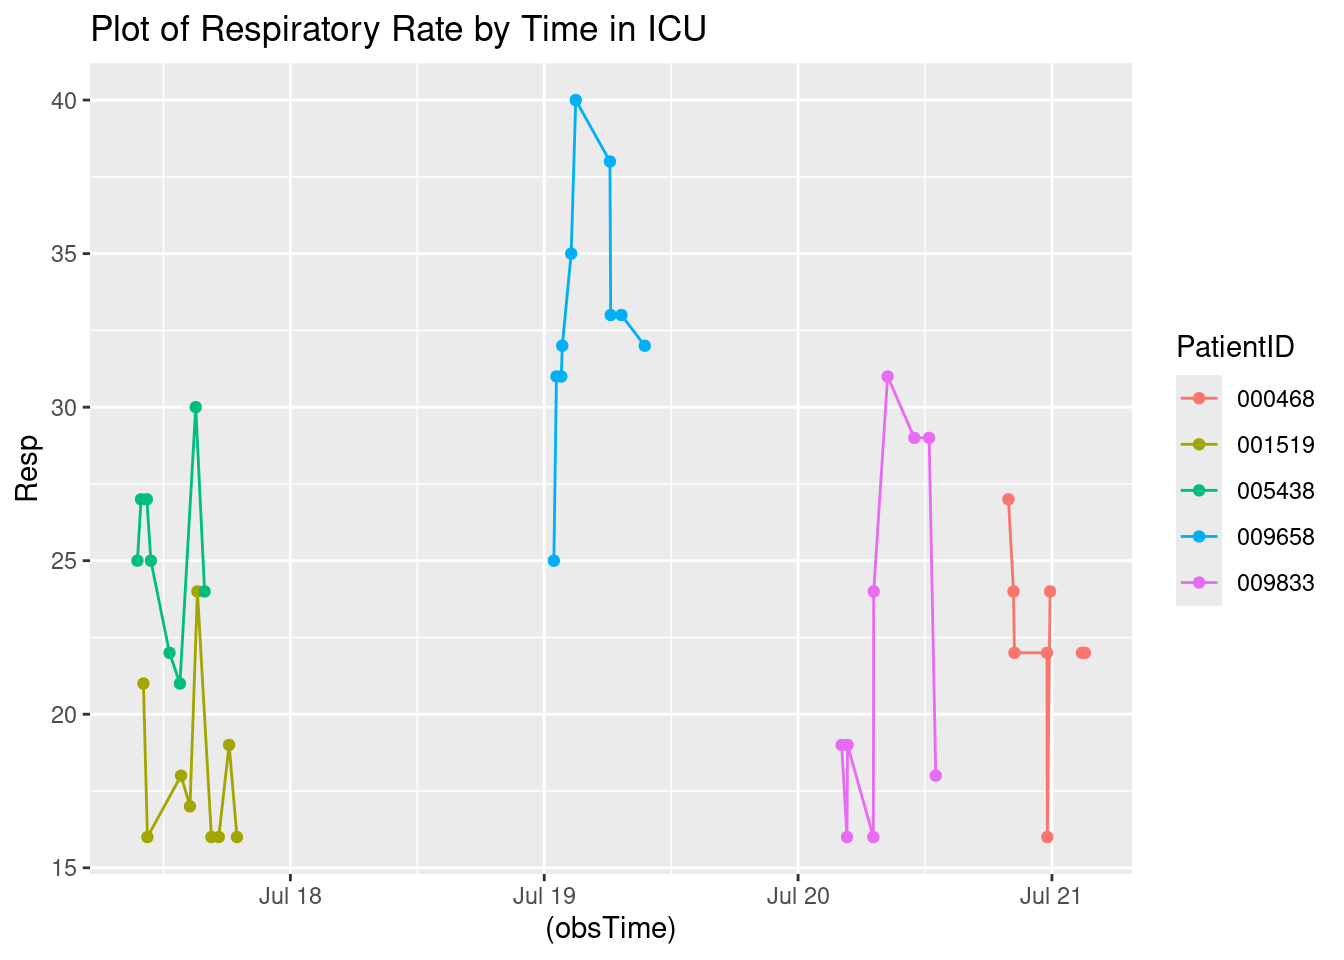 Plot of Respiratory Rate by Time in ICU
40
35
30
25
20
15
Resp
Jul 18
Jul 19
Jul 20
Jul 21
(obsTime)
PatientID
000468
001519
005438
009658
009833